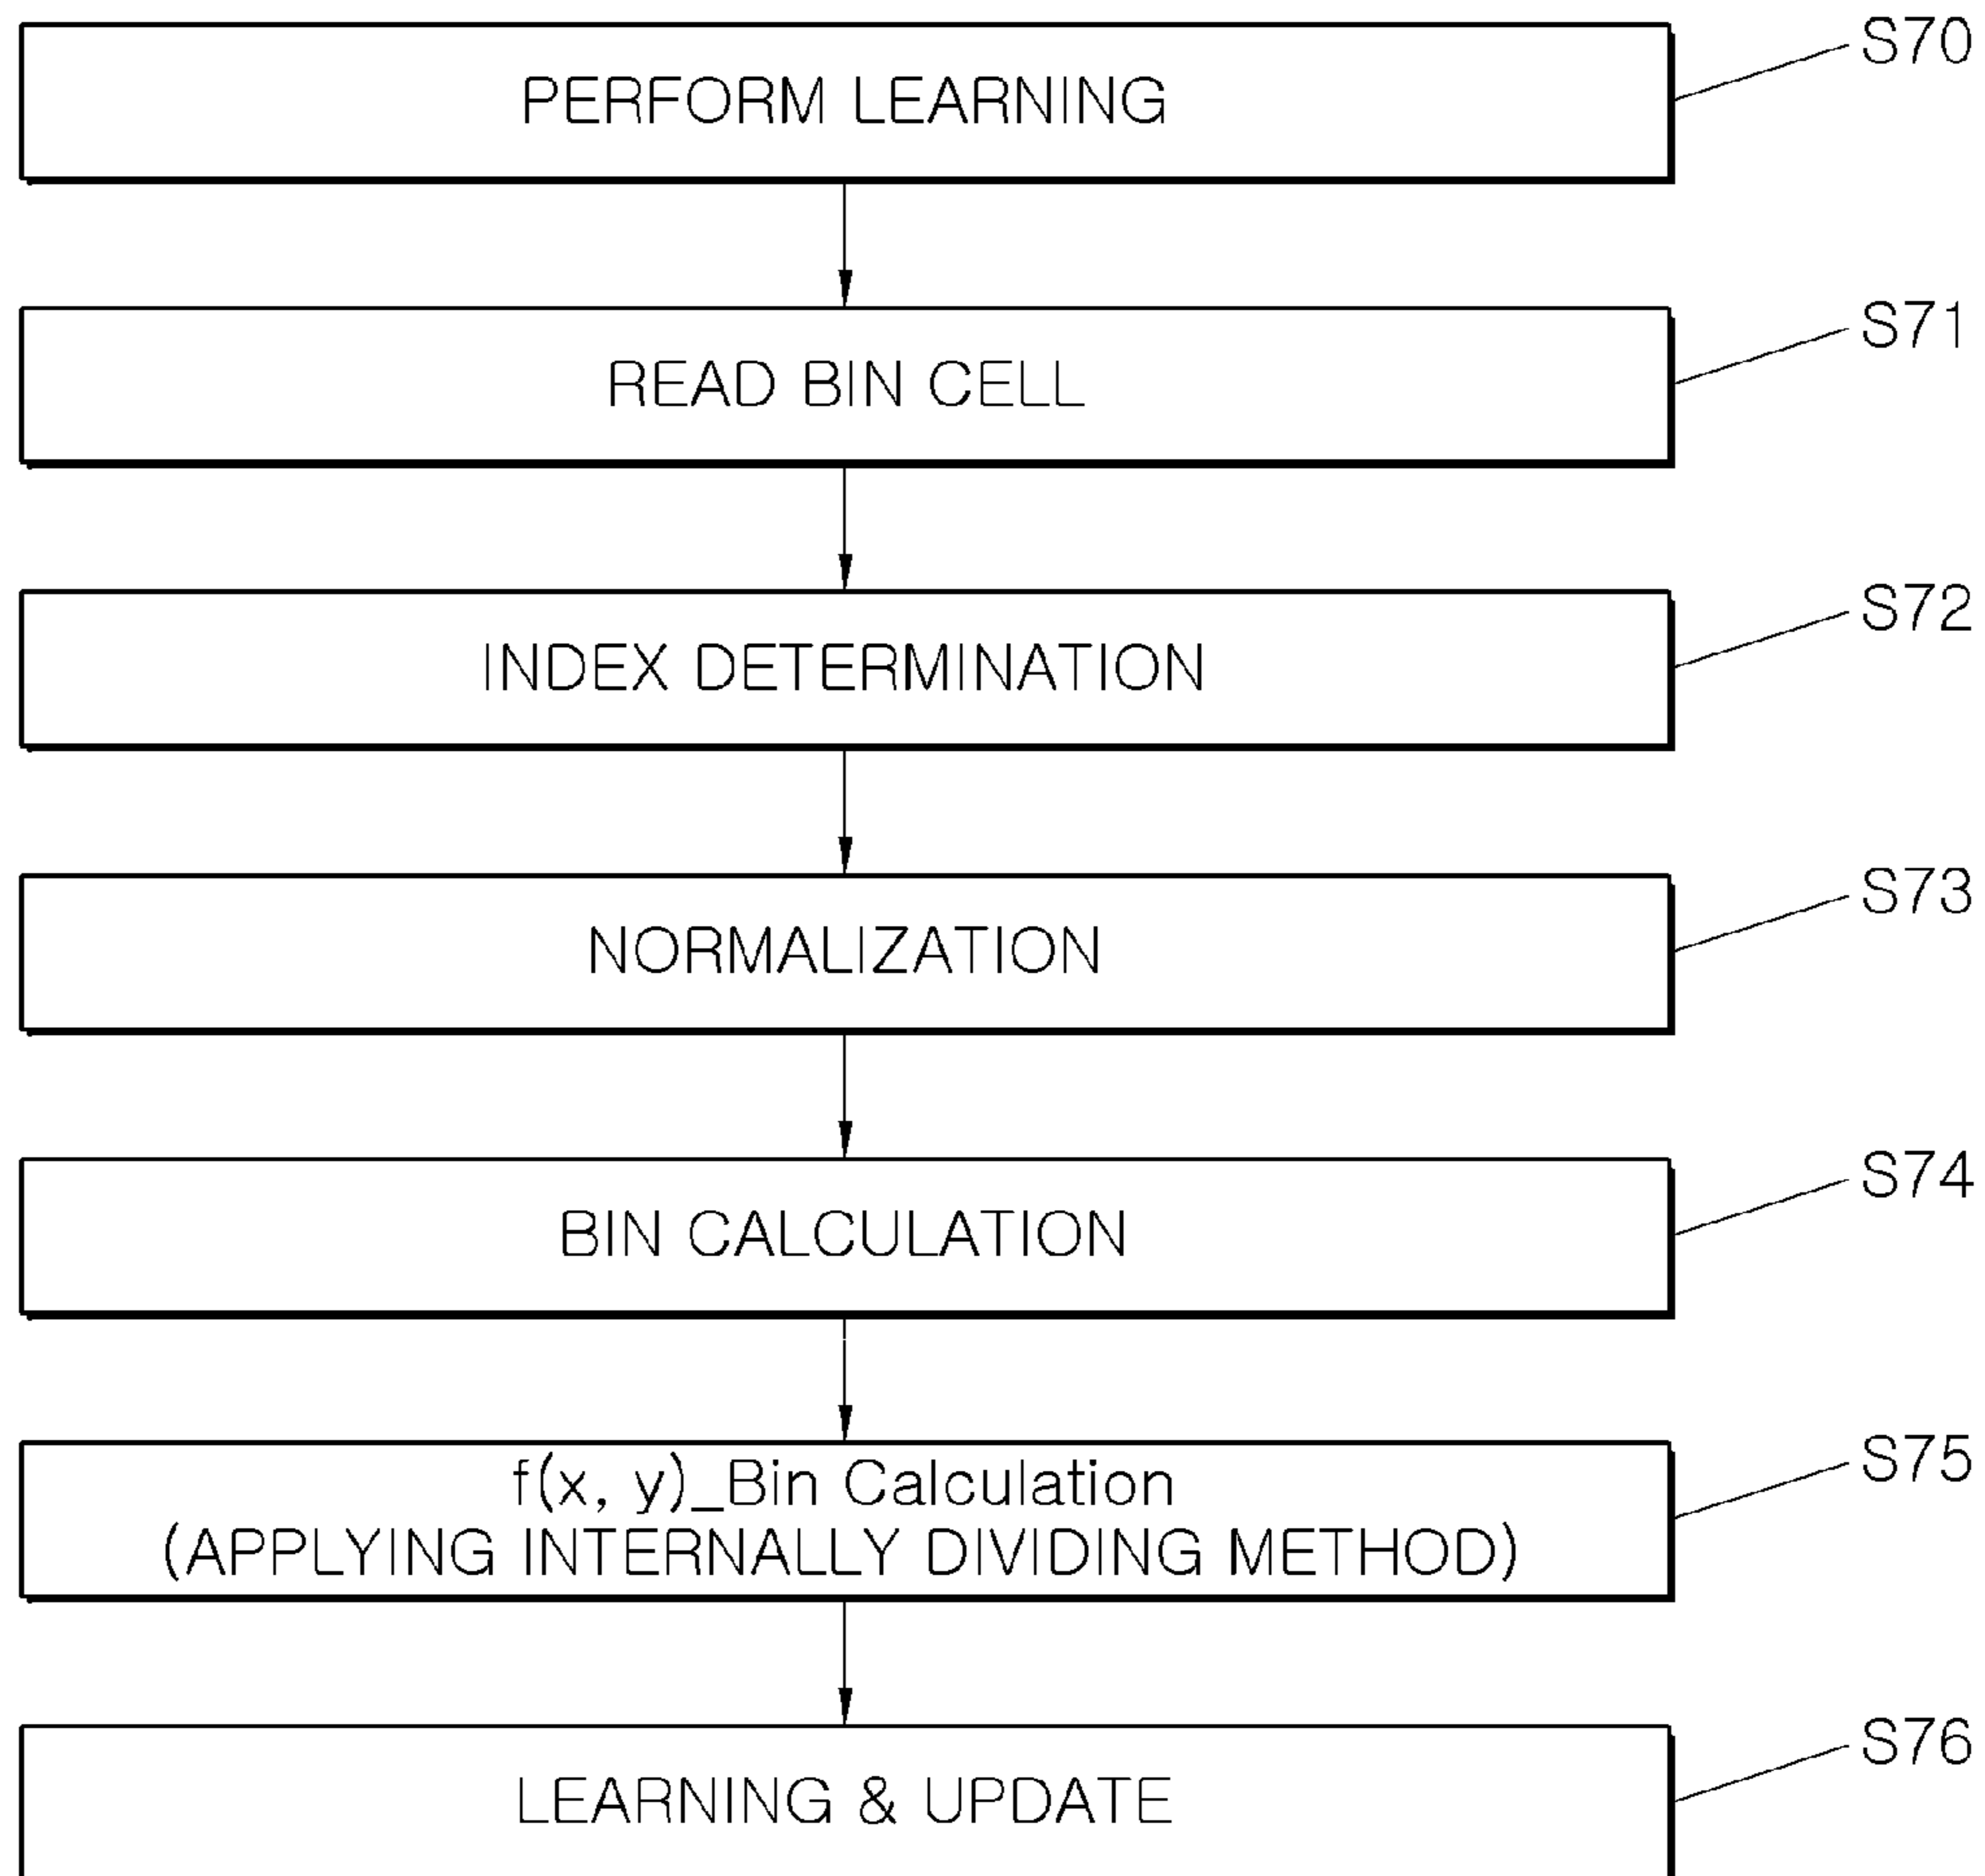 S70
PERFORM LEARNING
S71
READ BIN CELL
S72
INDEX DETERMINATION
S73
NORMALIZATION
S74
BIN CALCULATION
S75
f(x, y)_Bin Calculation
(APPLYING INTERNALLY DIVIDING METHOD)
S76
LEARNING & UPDATE